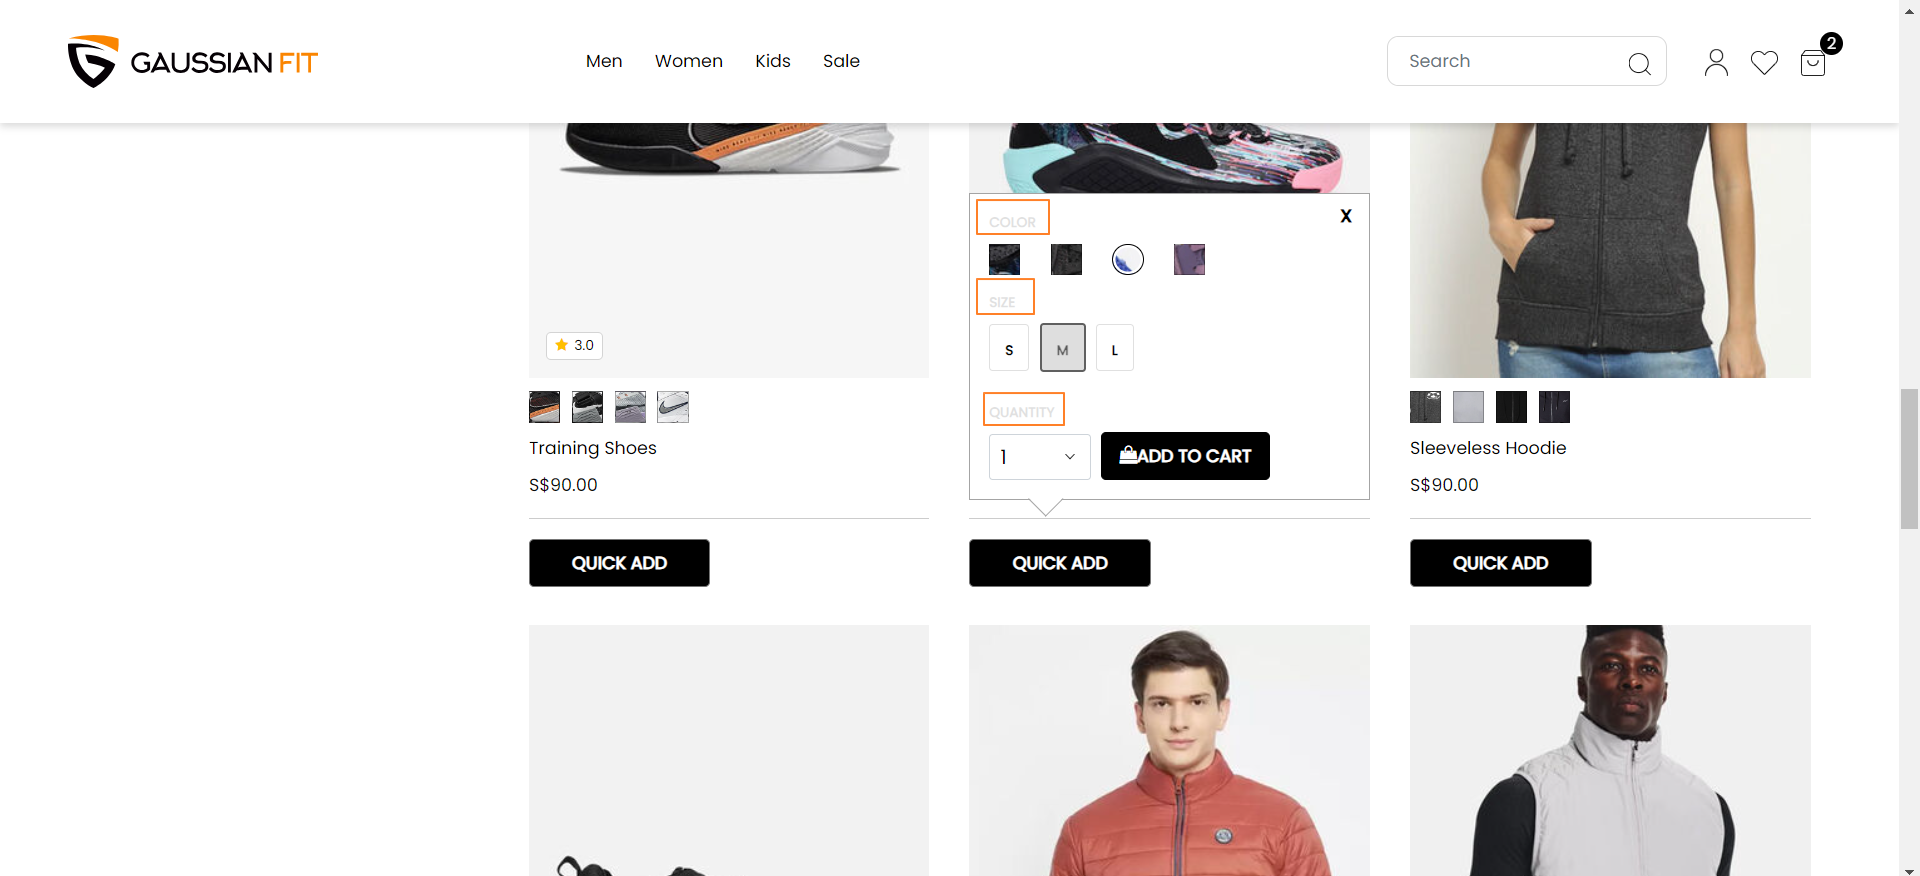 GAUSSIAN FIT
Men Women Kids Sale
Search
2
COLOR
X
SIZE
S M L
3.0
QUANTITY
1
ADD TO CART
Training Shoes
S$90.00
Sleeveless Hoodie
S$90.00
QUICK ADD
QUICK ADD
QUICK ADD